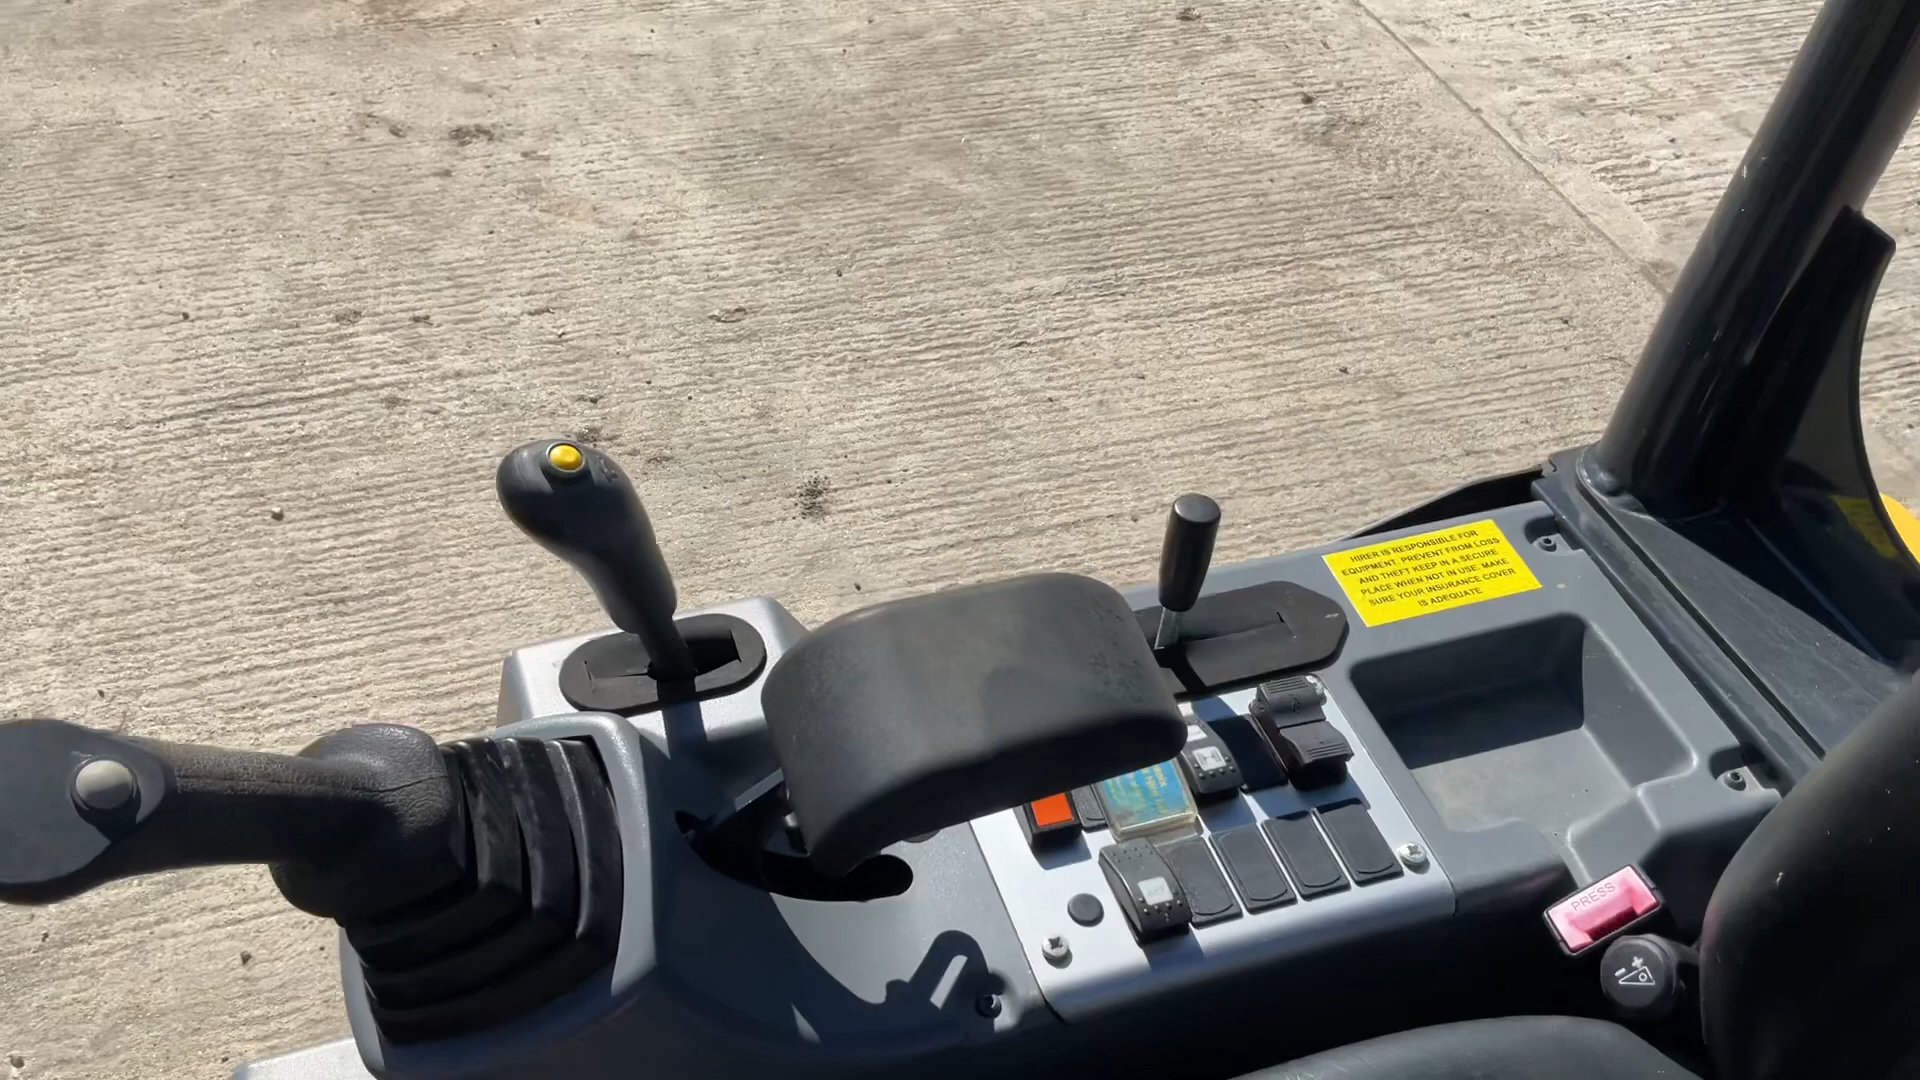 HIRER IS RESPONSIBLE FOR
EQUIPMENT. PREVENT FROM LOSS
AND THEFT KEEP IN A SECURE
PLACE WHEN NOT IN USE. MAKE
SURE YOUR INSURANCE COVER
IS ADEQUATE.
PRESS